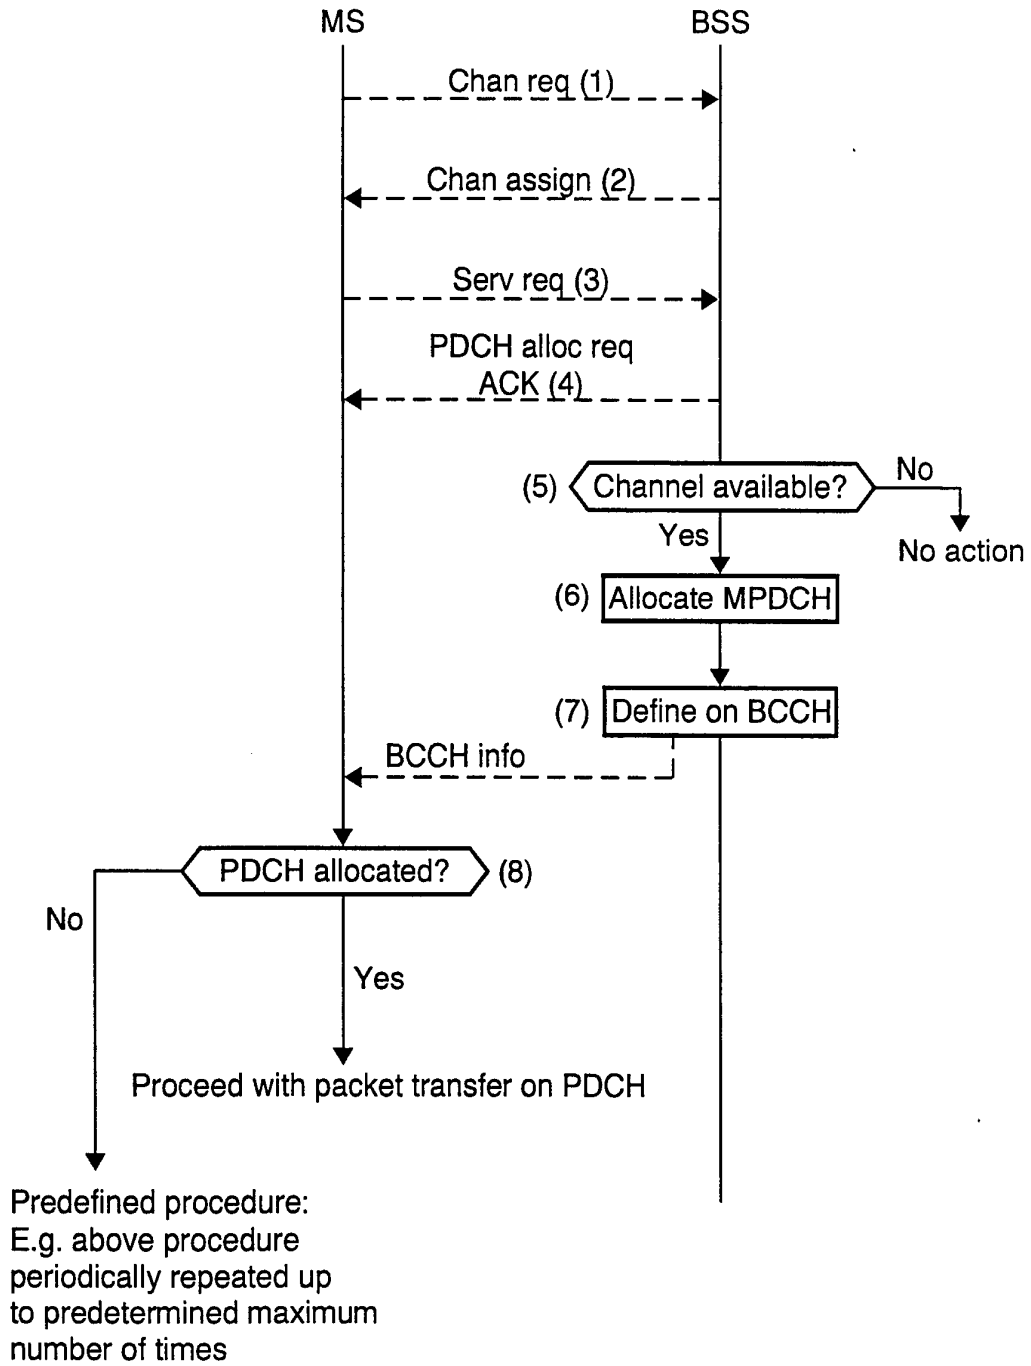 MS
BSS
Chan req (1)
Chan assign (2)
Serv req (3)
PDCH alloc req
ACK (4)
(5)
Channel available?
No
Yes
No action
(6)
Allocate MPDCH
(7)
Define on BCCH
BCCH info
PDCH allocated?
(8)
No
Yes
Proceed with packet transfer on PDCH
Predefined procedure:
E.g. above procedure
periodically repeated up
to predetermined maximum
number of times